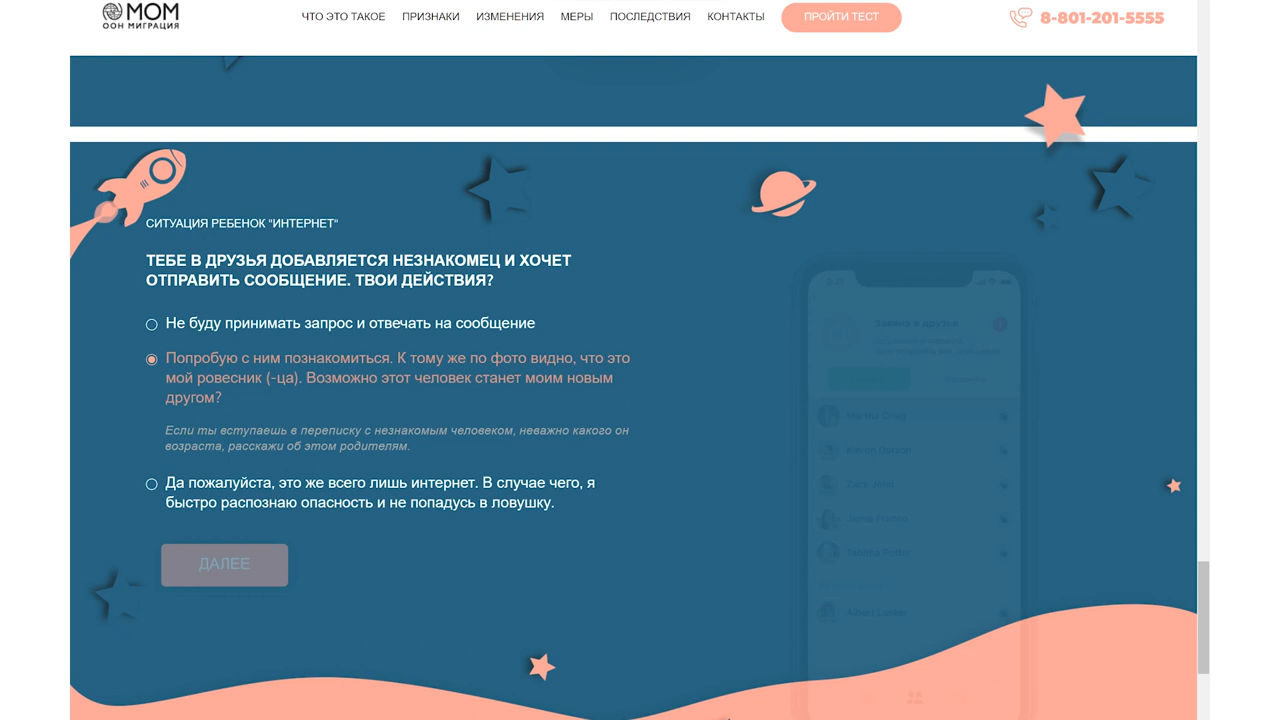 МОМ
ООН МИГРАЦИЯ
ЧТО ЭТО ТАКОЕ
ПРИЗНАКИ
ИЗМЕНЕНИЯ
МЕРЫ
ПОСЛЕДСТВИЯ
КОНТАКТЫ
ПРОЙТИ ТЕСТ
8-801-201-5555
СИТУАЦИЯ РЕБЕНОК "ИНТЕРНЕТ"
ТЕБЕ В ДРУЗЬЯ ДОБАВЛЯЕТСЯ НЕЗНАКОМЕЦ И ХОЧЕТ
ОТПРАВИТЬ СООБЩЕНИЕ. ТВОИ ДЕЙСТВИЯ?
Не буду принимать запрос и отвечать на сообщение
Попробую с ним познакомиться. К тому же по фото видно, что это
мой ровесник (-ца). Возможно этот человек станет моим новым
другом?
Если ты вступаешь в переписку с незнакомым человеком, неважно какого он
возраста, расскажи об этом родителям.
Да пожалуйста, это же всего лишь интернет. В случае чего, я
быстро распознаю опасность и не попадусь в ловушку.
ДАЛЕЕ
Заявка в друзья
Zack John